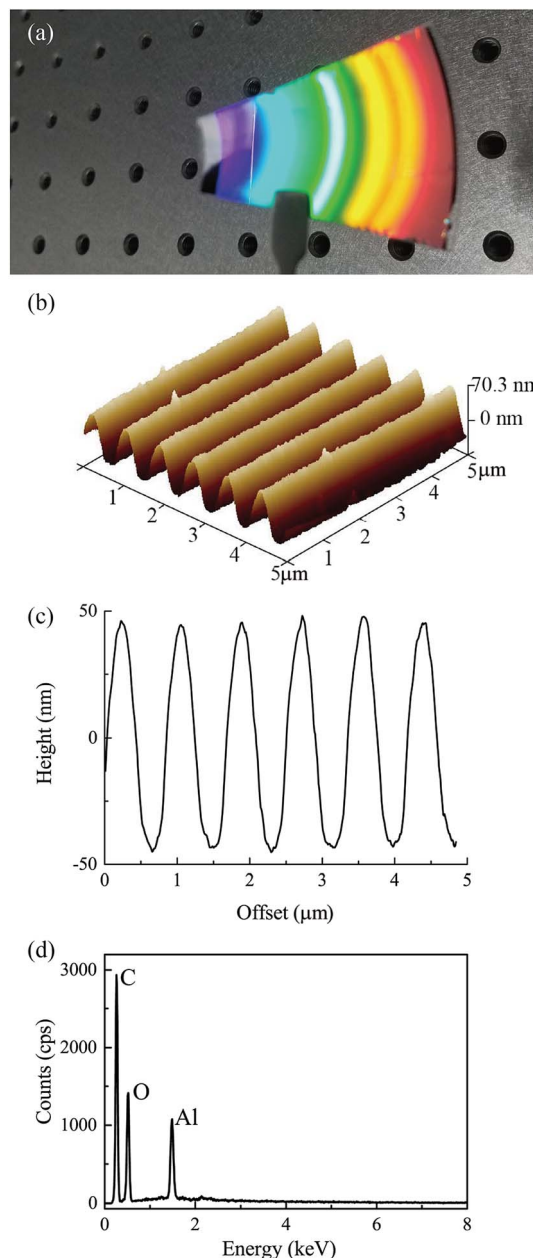 (a)
(b)
70.3 nm
0 nm
1
2
3
4
5μm
1
2
3
4
5μm
(c)
50
0
-50
Height (nm)
0 1 2 3 4 5
Offset (μm)
(d)
3000
2000
1000
0
Counts (cps)
C
O
Al
0 2 4 6 8
Energy (keV)